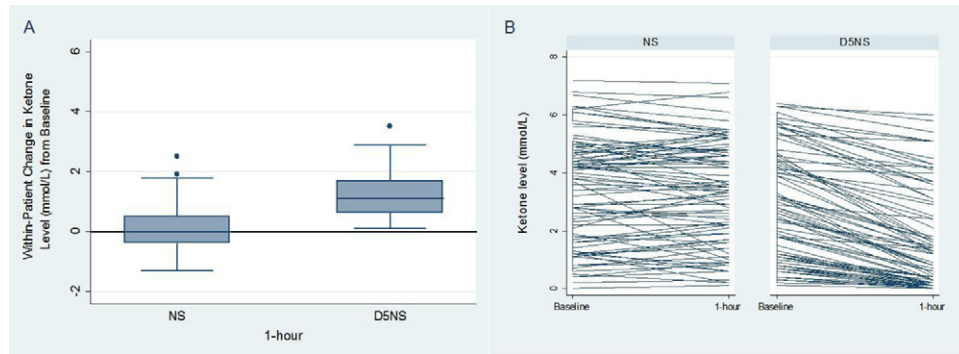 A
Within-Patient Change in Ketone
Level (mmol/L) from Baseline
6
4
2
0
-2
NS
D5NS
1-hour
B
NS
D5NS
Ketone level (mmol/L)
8
6
4
2
0
Baseline
1-hour
Baseline
1-hour